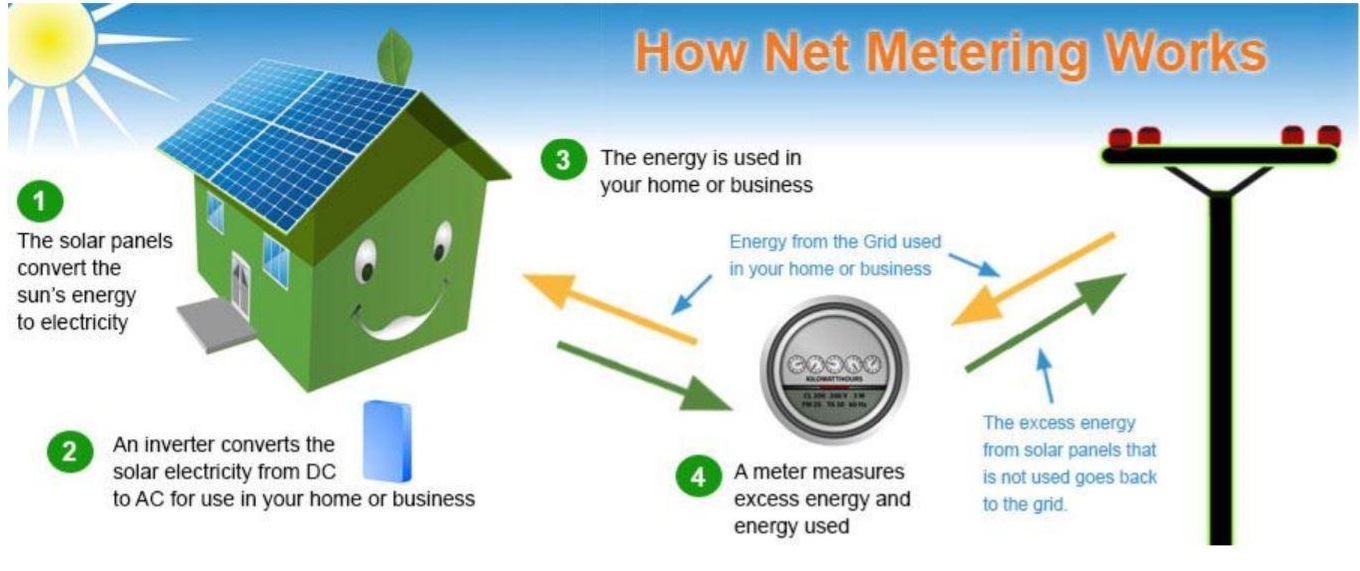 How Net Metering Works
1
The solar panels
convert the
sun's energy
to electricity
2
An inverter converts the
solar electricity from DC
to AC for use in your home or business
3
The energy is used in
your home or business
Energy from the Grid used
in your home or business
KILOWATTHOURS
4
A meter measures
excess energy and
energy used
The excess energy
from solar panels that
is not used goes back
to the grid.